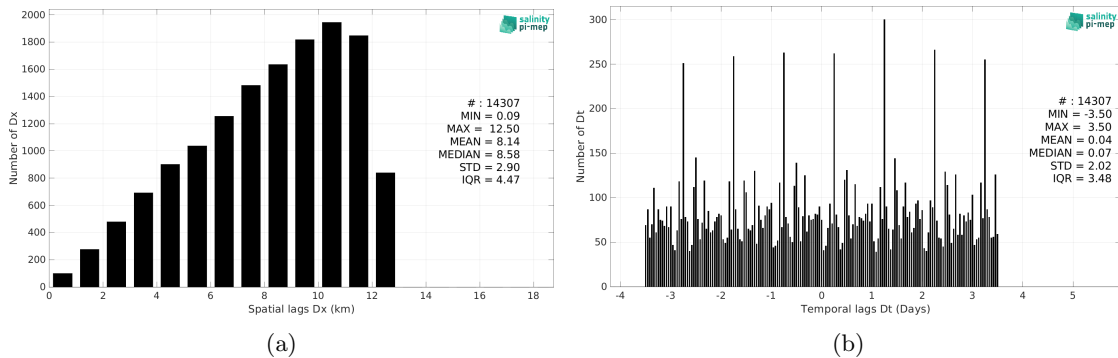 salinity
pi-mep
# : 14307
MIN = 0.09
MAX = 12.50
MEAN = 8.14
MEDIAN = 8.58
STD = 2.90
IQR = 4.47
Number of Dx
2000
1800
1600
1400
1200
1000
800
600
400
200
0
0 2 4 6 8 10 12 14 16 18
Spatial lags Dx (km)
(a)
salinity
pi-mep
# : 14307
MIN = -3.50
MAX = 3.50
MEAN = 0.04
MEDIAN = 0.07
STD = 2.02
IQR = 3.48
Number of Dt
300
250
200
150
100
50
0
-4 -3 -2 -1 0 1 2 3 4 5
Temporal lags Dt (Days)
(b)